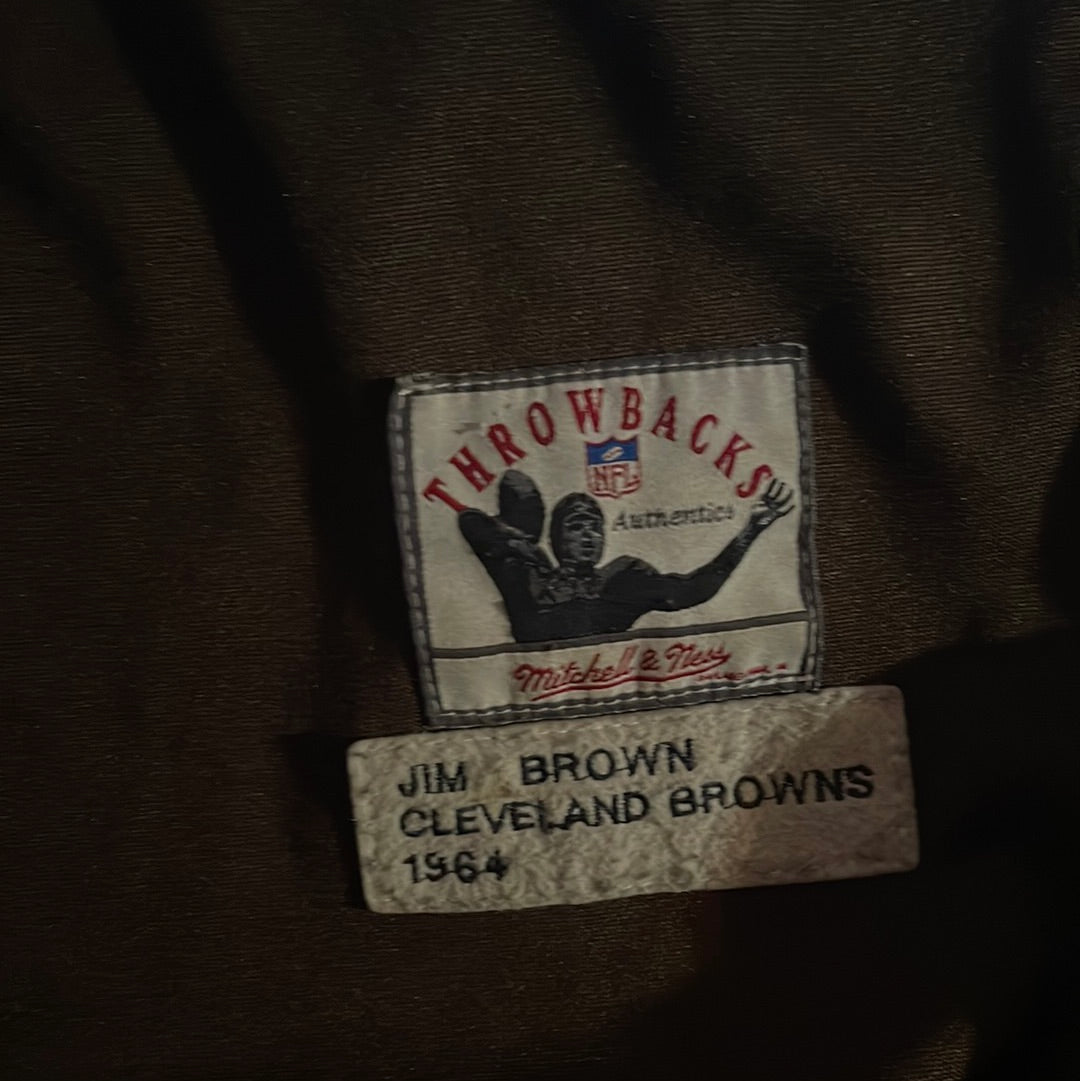 THROWBACKS
NFL
Authentics
Mitchell & Ness
JIM BROWN
CLEVELAND BROWNS
1964